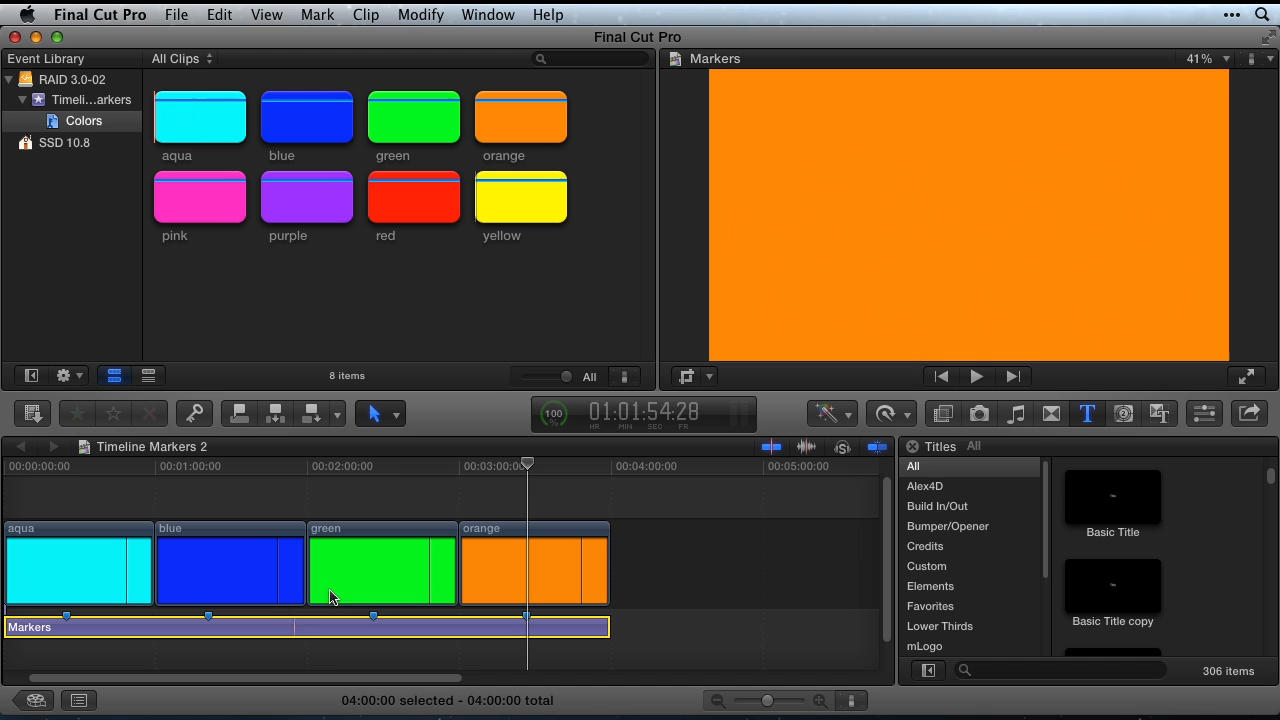 Final Cut Pro File Edit View Mark Clip Modify Window Help
Final Cut Pro
Event Library All Clips
Markers 41%
RAID 3.0-02
Timeli...arkers
Colors
SSD 10.8
aqua blue green orange
pink purple red yellow
8 items All
100 % 01:01:54:28
HR MIN SEC FR
Timeline Markers 2
00:00:00:00 00:01:00:00 00:02:00:00 00:03:00:00 00:04:00:00 00:05:00:00
aqua blue green orange
Markers
Titles All
All
Alex4D
Build In/Out
Bumper/Opener
Credits
Custom
Elements
Favorites
Lower Thirds
mLogo
Basic Title
Basic Title copy
306 items
04:00:00 selected - 04:00:00 total